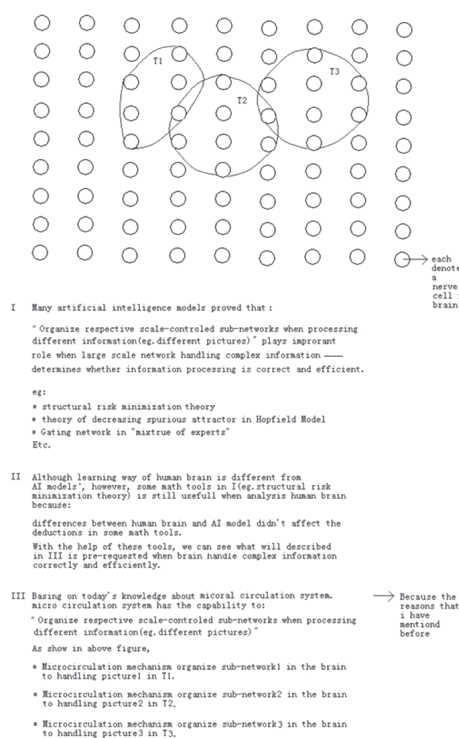 T1
T2
T3
each
denote
a
nerve
cell
brain
I Many artificial intelligence models proved that :
" Organize respective scale-controled sub-networks when processing
different information(eg.different pictures)" plays improrant
role when large scale network handling complex information ——
determines whether information processing is correct and efficient.
eg:
* structural risk minimization theory
* theory of decreasing spurious attractor in Hopfield Model
* Gating network in "mixtrue of experts"
Etc.
II Although learning way of human brain is different from
AI models', however, some math tools in I(eg.structural risk
minimization theory) is still usefull when analysis human brain
because:
differences between human brain and AI model didn't affect the
deductions in some math tools.
With the help of these tools, we can see what will described
in III is pre-requested when brain handle complex information
correctly and efficiently.
III Basing on today's knowledge about micoral circulation system.
micro circulation system has the capability to:
" Organize respective scale-controled sub-networks when processing
different information(eg.different pictures)"
As show in above figure,
* Microcirculation mechanism organize sub-network1 in the brain
to handling picture1 in T1.
* Microcirculation mechanism organize sub-network2 in the brain
to handling picture2 in T2.
* Microcirculation mechanism organize sub-network3 in the brain
to handling picture3 in T3.
Because the
reasons that
i have
mentiond
before